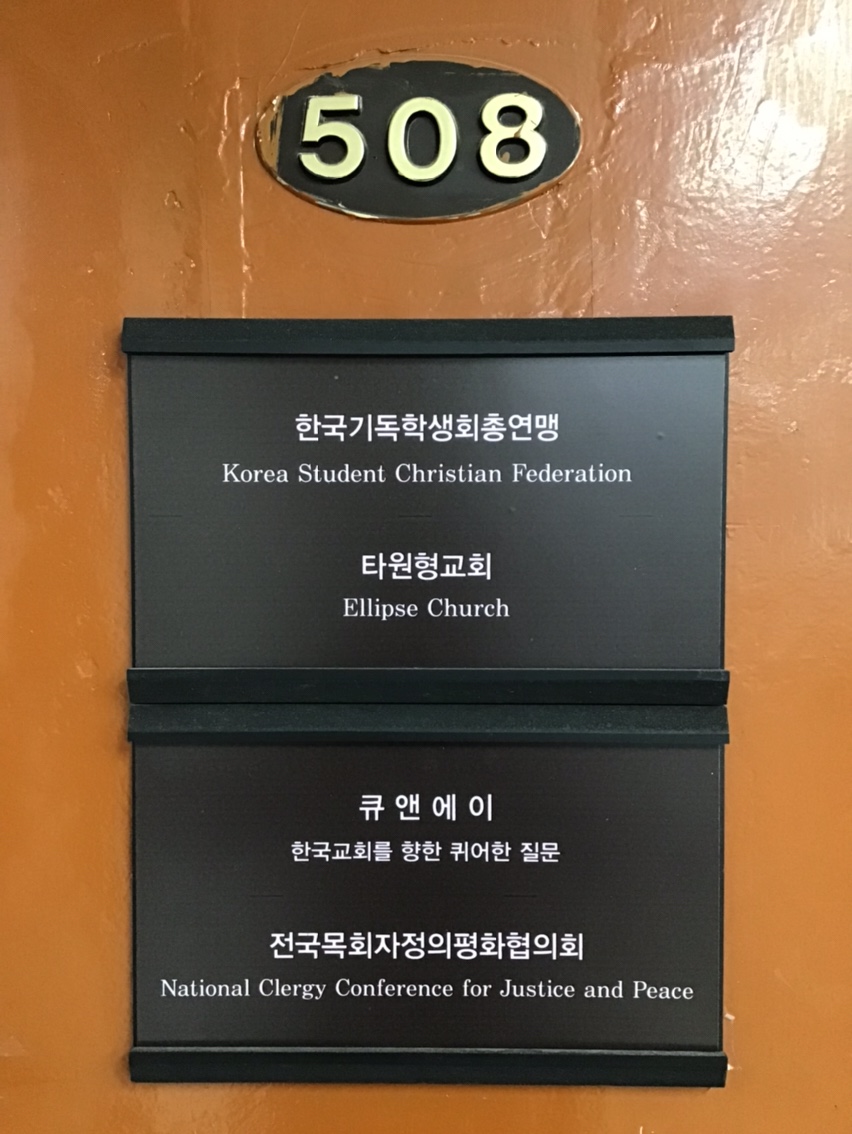 508
한국기독학생회총연맹
Korea Student Christian Federation
타원형교회
Ellipse Church
큐 앤 에 이
한국교회를 향한 퀴어한 질문
전국목회자정의평화협의회
National Clergy Conference for Justice and Peace